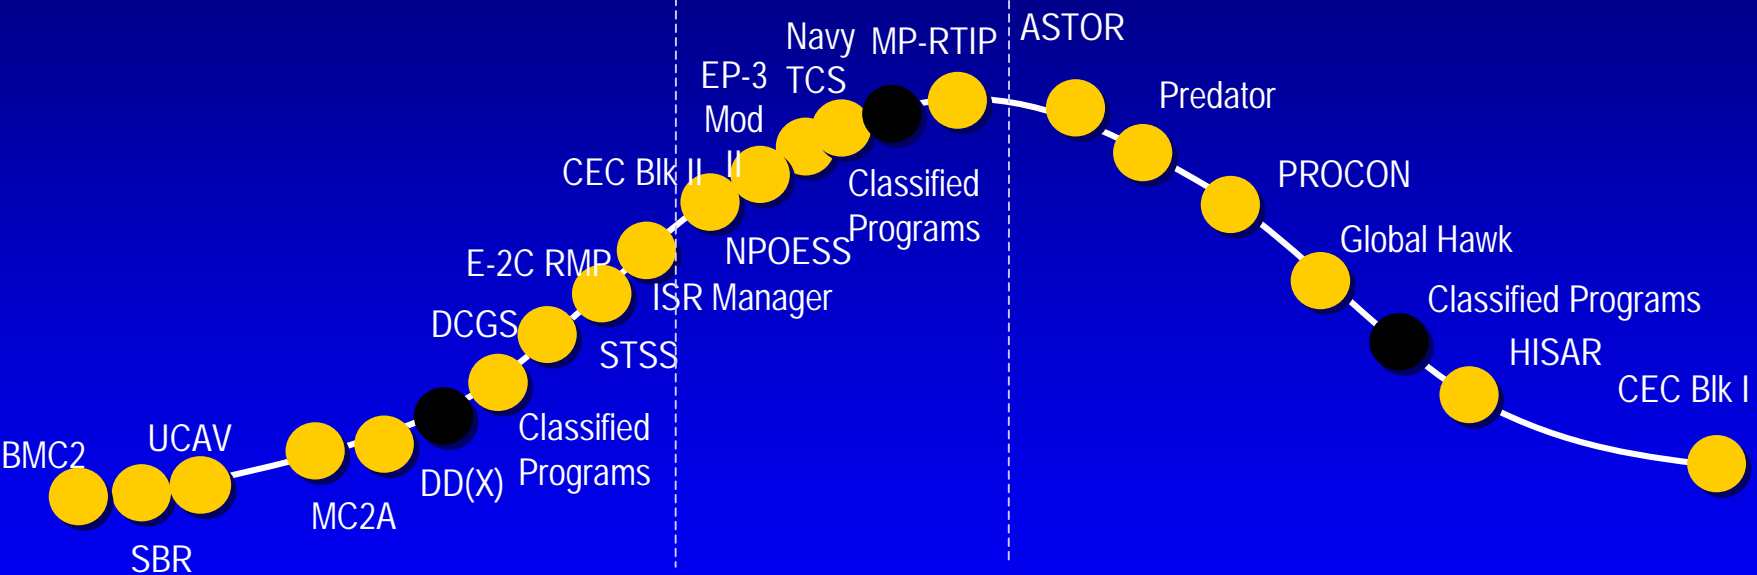 BMC2
SBR
UCAV
MC2A
DD(X)
Classified
Programs
DCGS
STSS
E-2C RMP
ISR Manager
CEC Blk II
NPOESS
EP-3
Mod
II
Navy
TCS
Classified
Programs
MP-RTIP
ASTOR
Predator
PROCON
Global Hawk
Classified Programs
HISAR
CEC Blk I